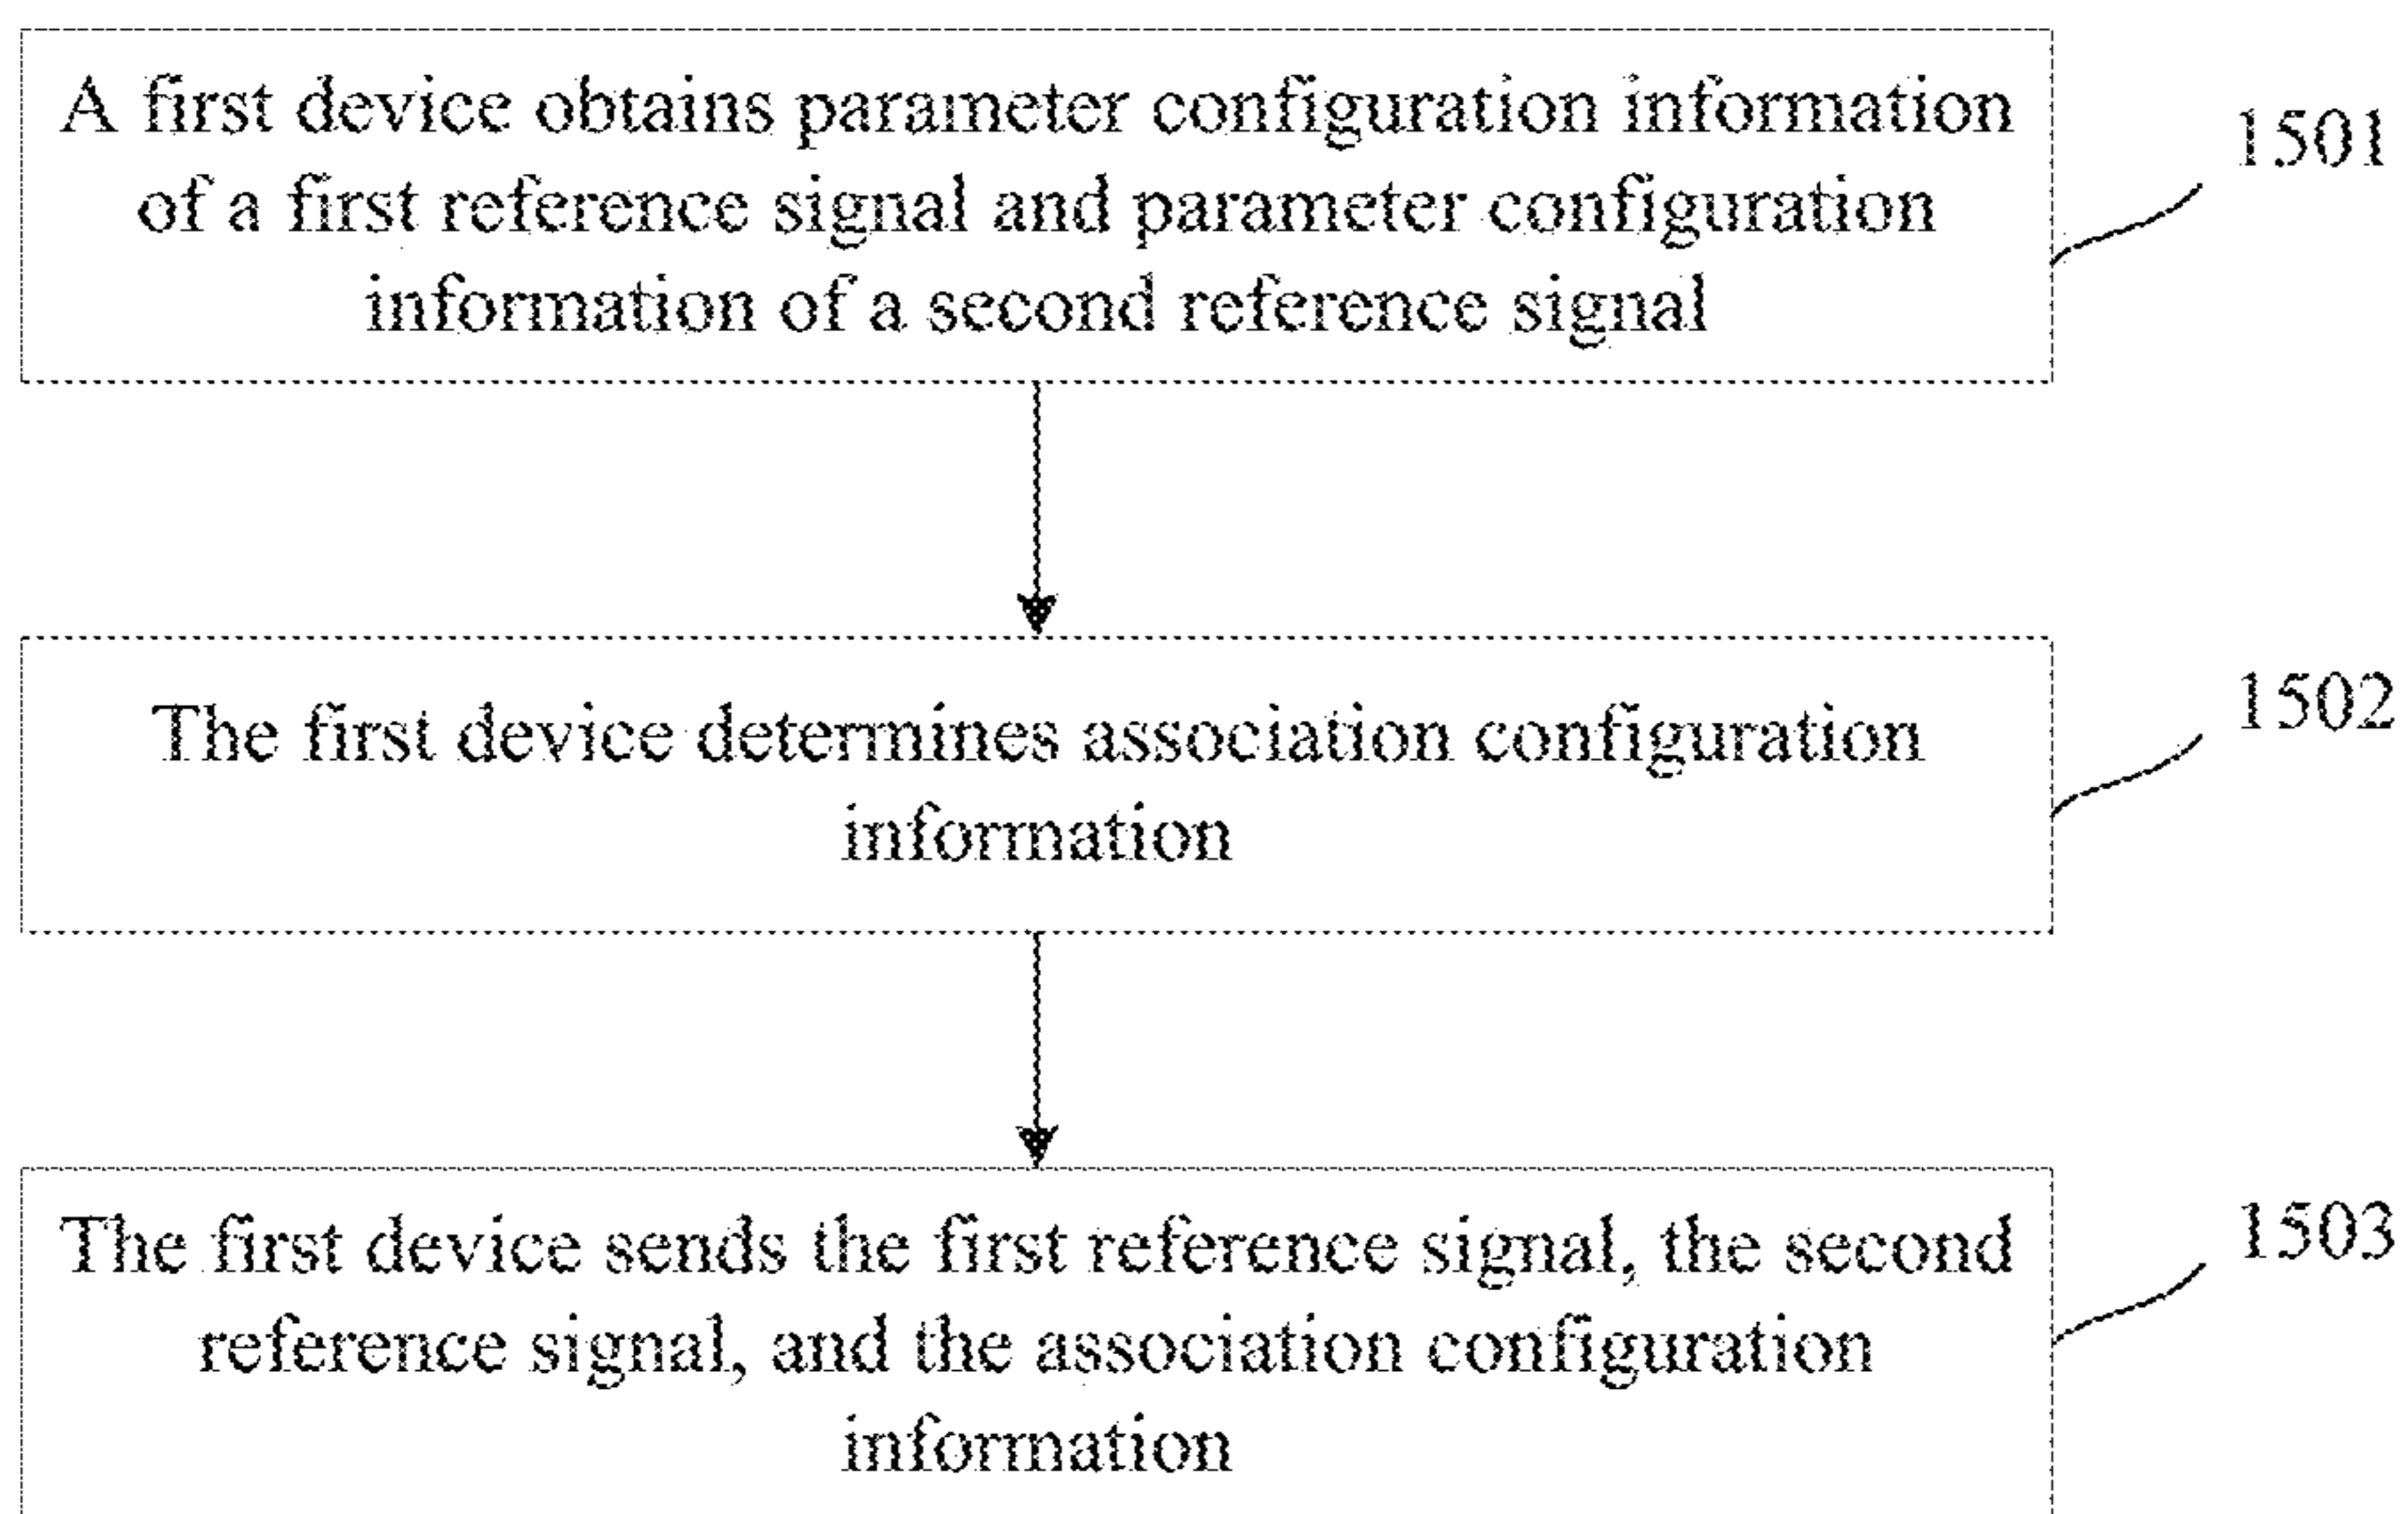 A first device obtains parameter configuration information
of a first reference signal and parameter configuration
information of a second reference signal
1501
The first device determines association configuration
information
1502
The first device sends the first reference signal, the second
reference signal, and the association configuration
information
1503